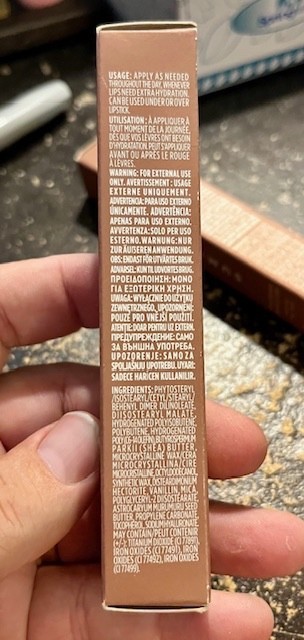 USAGE: APPLY AS NEEDED
THROUGHOUT THE DAY, WHENEVER
LIPS NEED EXTRA HYDRATION.
CAN BE USED UNDER OR OVER
LIPSTICK.
UTILISATION : À APPLIQUER À
TOUT MOMENT DE LA JOURNÉE,
DÈS QUE VOS LÈVRES ONT BESOIN
D'HYDRATATION. PEUT S'APPLIQUER
AVANT OU APRÈS LE ROUGE
À LÈVRES.
WARNING: FOR EXTERNAL USE
ONLY. AVERTISSEMENT : USAGE
EXTERNE UNIQUEMENT.
ADVERTENCIA: PARA USO EXTERNO
ÚNICAMENTE. ADVERTÊNCIA:
APENAS PARA USO EXTERNO.
AVVERTENZA: SOLO PER USO
ESTERNO. WARNUNG: NUR
ZUR ÄUSSEREN ANWENDUNG.
OBS: ENDAST FÖR UTVÄRTES BRUK.
ADVARSEL: KUN TIL UDVORTES BRUG.
ΠΡΟΕΙΔΟΠΟΙΗΣΗ: ΜΟΝΟ
ΓΙΑ ΕΞΩΤΕΡΙΚΗ ΧΡΗΣΗ.
UWAGA: WYŁĄCZNIE DO UŻYTKU
ZEWNĘTRZNEGO. UPOZORNĚNÍ:
POUZE PRO VNĚJŠÍ POUŽITÍ.
ATENȚIE: DOAR PENTRU UZ EXTERN.
ПРЕДУПРЕЖДЕНИЕ: САМО
ЗА ВЪНШНА УПОТРЕБА.
UPOZORENJE: SAMO ZA
SPOLJAŠNJU UPOTREBU. UYARI:
SADECE HARİCEN KULLANILIR.
INGREDIENTS: PHYTOSTERYL
/ISOSTEARYL/CETYL/STEARYL/
BEHENYL DIMER DILINOLEATE,
DIISOSTEARYL MALATE,
HYDROGENATED POLYISOBUTENE,
POLYBUTENE, HYDROGENATED
POLY(C6-14 OLEFIN), BUTYROSPERMUM
PARKII (SHEA) BUTTER,
MICROCRYSTALLINE WAX/CERA
MICROCRISTALLINA/CIRE
MICROCRISTALLINE, OCTYLDODECANOL,
SYNTHETIC WAX, DISTEARDIMONIUM
HECTORITE, VANILLIN, MICA,
POLYGLYCERYL-2 DIISOSTEARATE,
ASTROCARYUM MURUMURU SEED
BUTTER, PROPYLENE CARBONATE,
TOCOPHEROL, SODIUM HYALURONATE.
MAY CONTAIN/PEUT CONTENIR
(+/-): TITANIUM DIOXIDE (CI 77891),
IRON OXIDES (CI 77491), IRON
OXIDES (CI 77492), IRON OXIDES
(CI 77499).